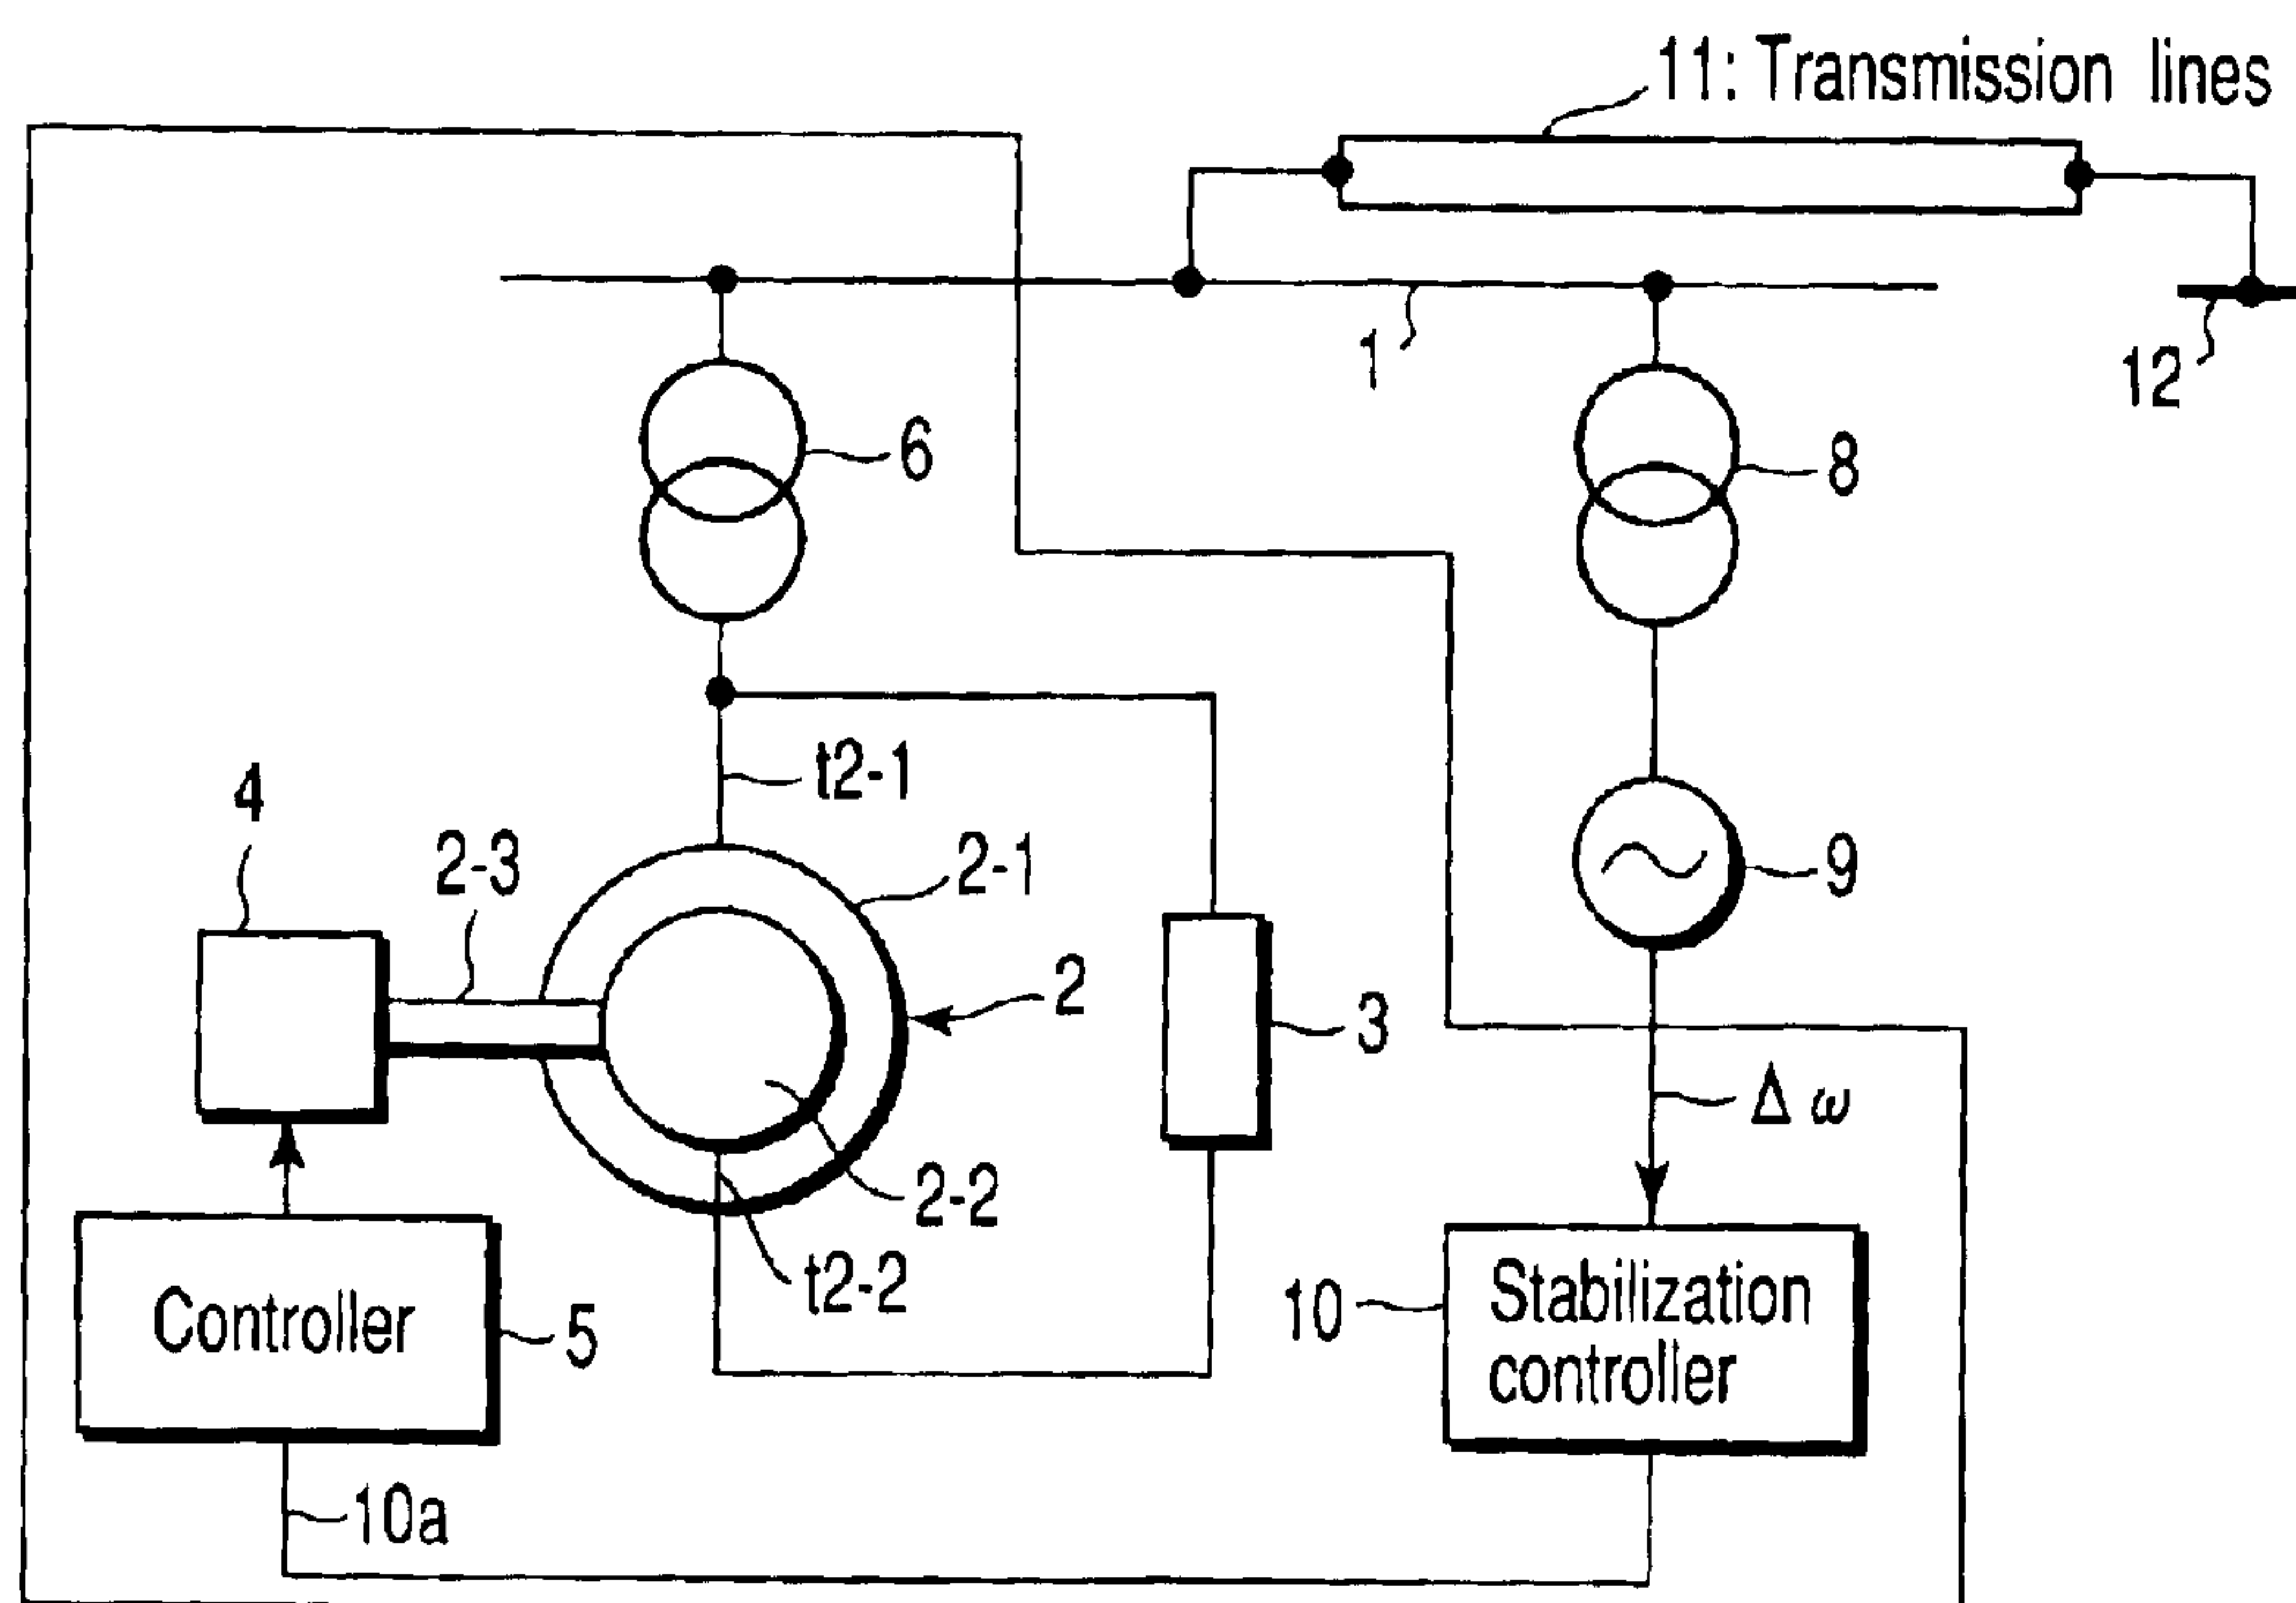 11: Transmission lines
1
12
6
8
t2-1
4
2-3
2-1
9
2
3
Δω
2-2
t2-2
10
Stabilization
controller
Controller
5
10a